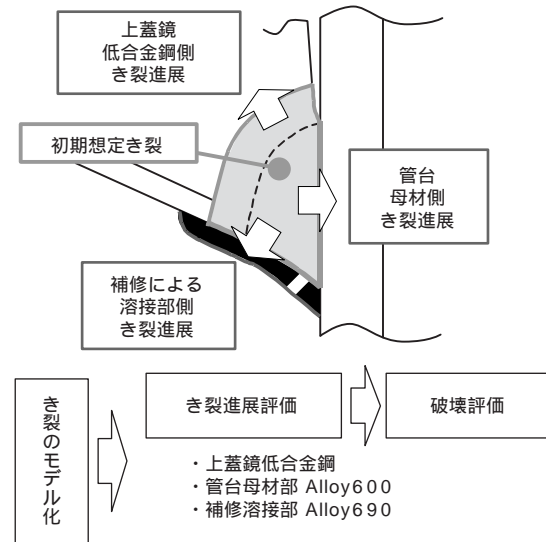 上蓋鏡
低合金鋼側
き裂進展
初期想定き裂
管台
母材側
き裂進展
補修による
溶接部側
き裂進展
き裂のモデル化
き裂進展評価
破壊評価
・上蓋鏡低合金鋼
・管台母材部 Alloy600
・補修溶接部 Alloy690